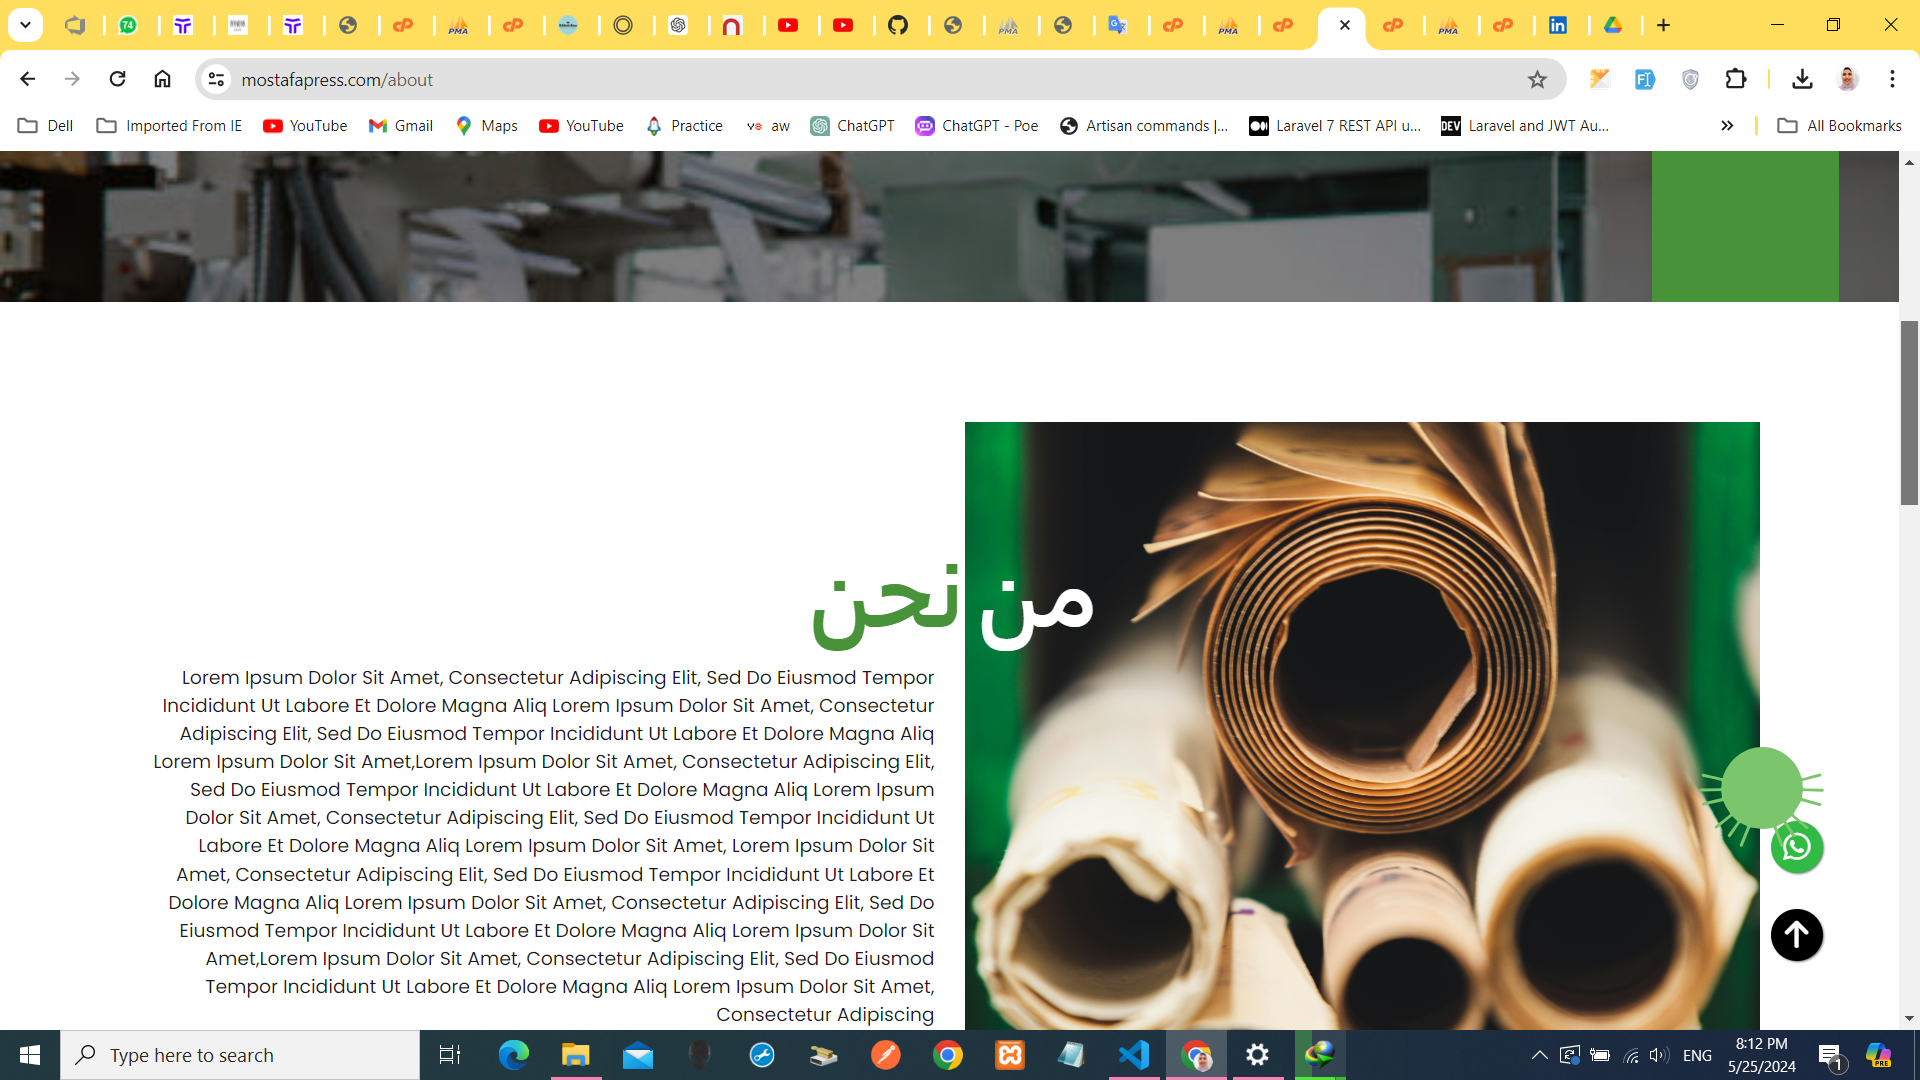 74
PMA
PMA
PMA
PMA
mostafapress.com/about
Dell
Imported From IE
YouTube
Gmail
Maps
YouTube
Practice
aw
ChatGPT
ChatGPT - Poe
Artisan commands |...
Laravel 7 REST API u...
DEV
Laravel and JWT Au...
All Bookmarks
من نحن
Lorem Ipsum Dolor Sit Amet, Consectetur Adipiscing Elit, Sed Do Eiusmod Tempor
Incididunt Ut Labore Et Dolore Magna Aliq Lorem Ipsum Dolor Sit Amet, Consectetur
Adipiscing Elit, Sed Do Eiusmod Tempor Incididunt Ut Labore Et Dolore Magna Aliq
Lorem Ipsum Dolor Sit Amet,Lorem Ipsum Dolor Sit Amet, Consectetur Adipiscing Elit,
Sed Do Eiusmod Tempor Incididunt Ut Labore Et Dolore Magna Aliq Lorem Ipsum
Dolor Sit Amet, Consectetur Adipiscing Elit, Sed Do Eiusmod Tempor Incididunt Ut
Labore Et Dolore Magna Aliq Lorem Ipsum Dolor Sit Amet, Lorem Ipsum Dolor Sit
Amet, Consectetur Adipiscing Elit, Sed Do Eiusmod Tempor Incididunt Ut Labore Et
Dolore Magna Aliq Lorem Ipsum Dolor Sit Amet, Consectetur Adipiscing Elit, Sed Do
Eiusmod Tempor Incididunt Ut Labore Et Dolore Magna Aliq Lorem Ipsum Dolor Sit
Amet,Lorem Ipsum Dolor Sit Amet, Consectetur Adipiscing Elit, Sed Do Eiusmod
Tempor Incididunt Ut Labore Et Dolore Magna Aliq Lorem Ipsum Dolor Sit Amet,
Consectetur Adipiscing
Type here to search
ENG
8:12 PM
5/25/2024
1
PRE